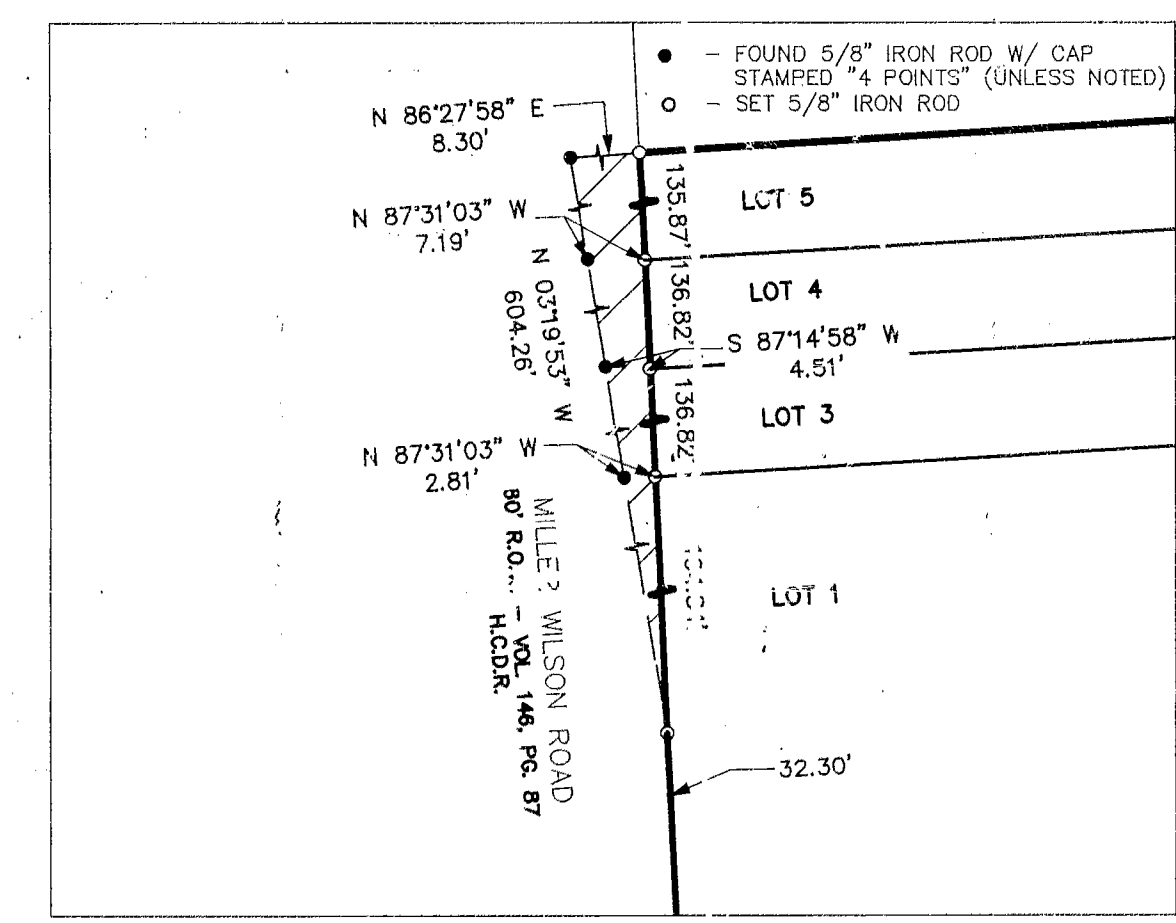 ● – FOUND 5/8" IRON ROD W/ CAP
STAMPED "4 POINTS" (UNLESS NOTED)
○ – SET 5/8" IRON ROD
N 86°27'58" E
8.30'
135.87'
LOT 5
N 87°31'03" W
7.19'
N 03°19'53" W
604.26'
136.82'
LOT 4
S 87°14'58" W
4.51'
136.82'
LOT 3
N 87°31'03" W
2.81'
MILLER WILSON ROAD
80' R.O. – VOL. 146, PG. 87
H.C.D.R.
LOT 1
32.30'